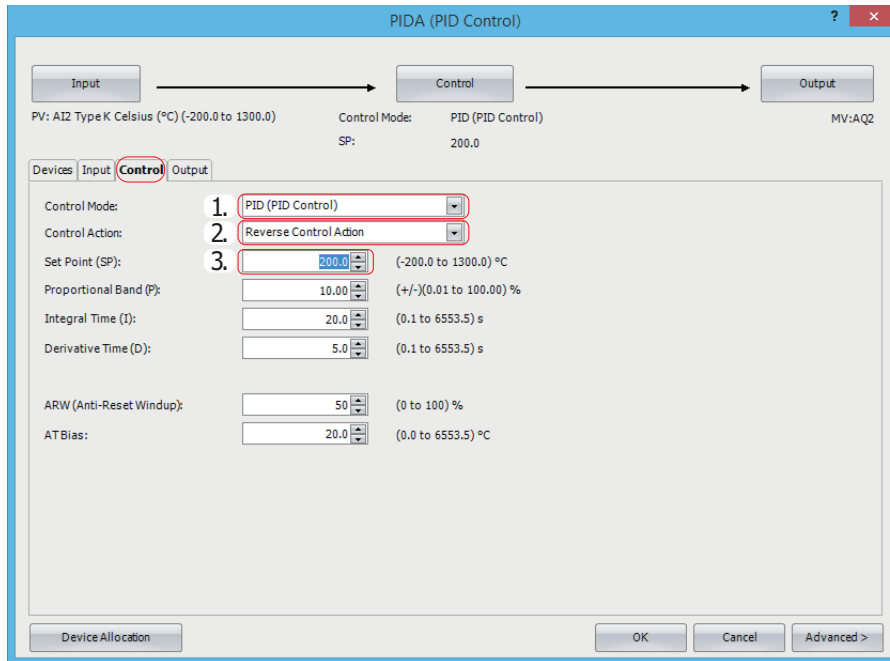 PIDA (PID Control)
?
Input
Control
Output
PV: AI2 Type K Celsius (°C) (-200.0 to 1300.0)
Control Mode: PID (PID Control)
MV:AQ2
SP: 200.0
Devices Input Control Output
Control Mode: 1. PID (PID Control)
Control Action: 2. Reverse Control Action
Set Point (SP): 3. 200.0 (-200.0 to 1300.0) °C
Proportional Band (P): 10.00 (+/-)(0.01 to 100.00) %
Integral Time (I): 20.0 (0.1 to 6553.5) s
Derivative Time (D): 5.0 (0.1 to 6553.5) s
ARW (Anti-Reset Windup): 50 (0 to 100) %
ATBias: 20.0 (0.0 to 6553.5) °C
Device Allocation
OK
Cancel
Advanced >